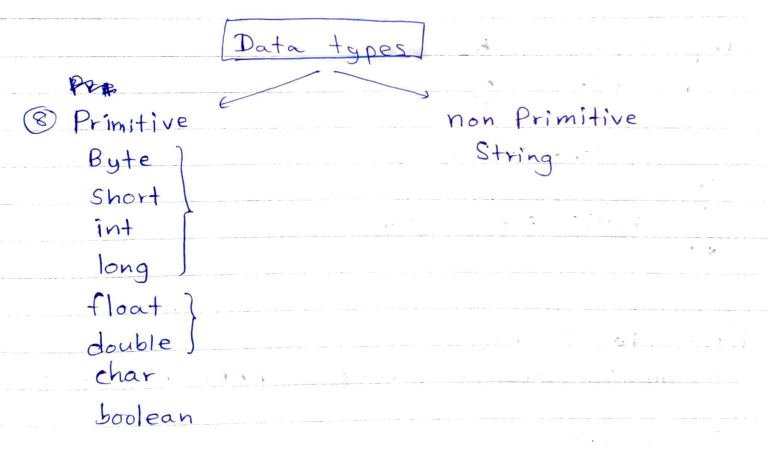 Data types
⑧ Primitive
non Primitive
Byte
String
Short
int
long
float
double
char
boolean